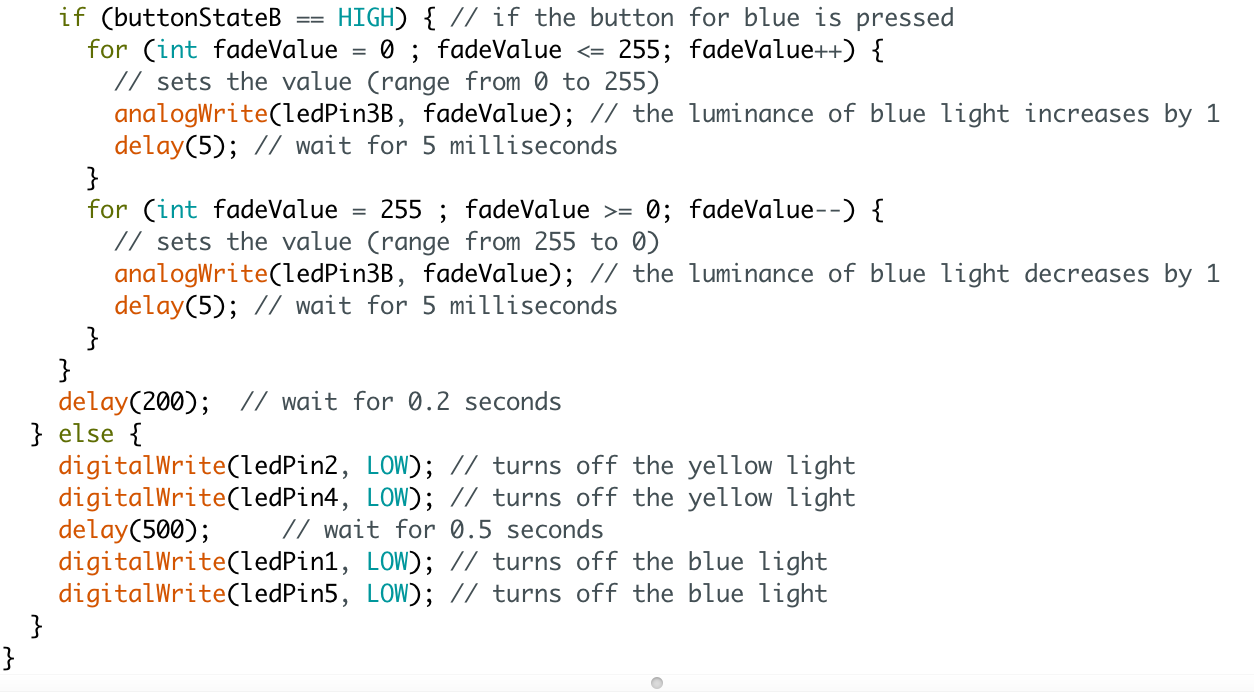 if (buttonStateB == HIGH) { // if the button for blue is pressed
for (int fadeValue = 0 ; fadeValue <= 255; fadeValue++) {
// sets the value (range from 0 to 255)
analogWrite(ledPin3B, fadeValue); // the luminance of blue light increases by 1
delay(5); // wait for 5 milliseconds
}
for (int fadeValue = 255 ; fadeValue >= 0; fadeValue--) {
// sets the value (range from 255 to 0)
analogWrite(ledPin3B, fadeValue); // the luminance of blue light decreases by 1
delay(5); // wait for 5 milliseconds
}
}
delay(200);  // wait for 0.2 seconds
} else {
digitalWrite(ledPin2, LOW); // turns off the yellow light
digitalWrite(ledPin4, LOW); // turns off the yellow light
delay(500);     // wait for 0.5 seconds
digitalWrite(ledPin1, LOW); // turns off the blue light
digitalWrite(ledPin5, LOW); // turns off the blue light
}
}